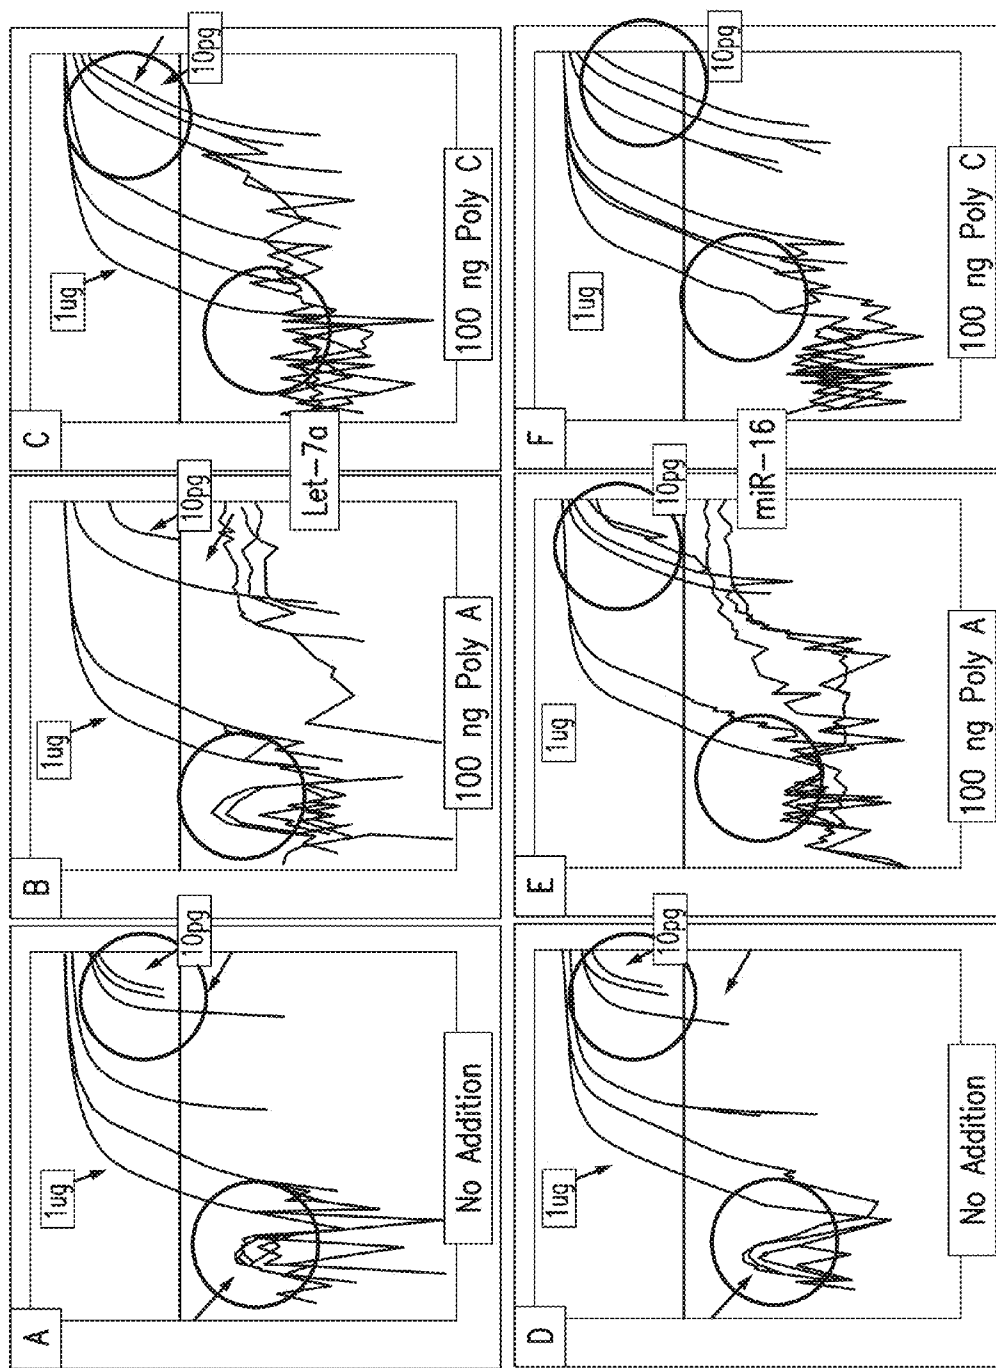 A
1ug
10pg
No Addition
B
1ug
10pg
100 ng Poly A
Let-7a
C
1ug
10pg
100 ng Poly C
D
1ug
10pg
No Addition
E
1ug
10pg
100 ng Poly A
miR-16
F
1ug
10pg
100 ng Poly C